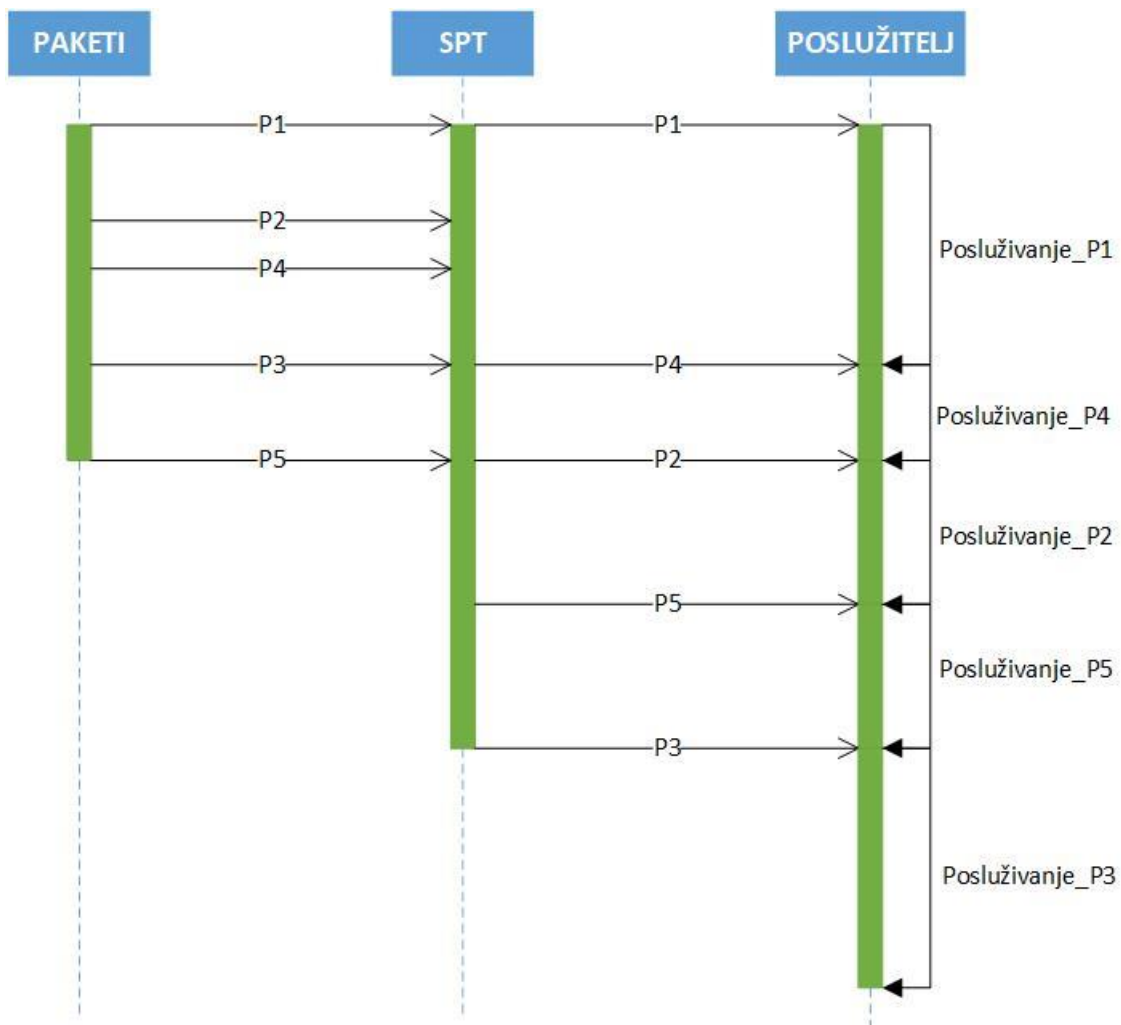 PAKETI
SPT
POSLUŽITELJ
P1
P1
P2
Posluživanje_P1
P4
P3
P4
Posluživanje_P4
P5
P2
Posluživanje_P2
P5
Posluživanje_P5
P3
Posluživanje_P3